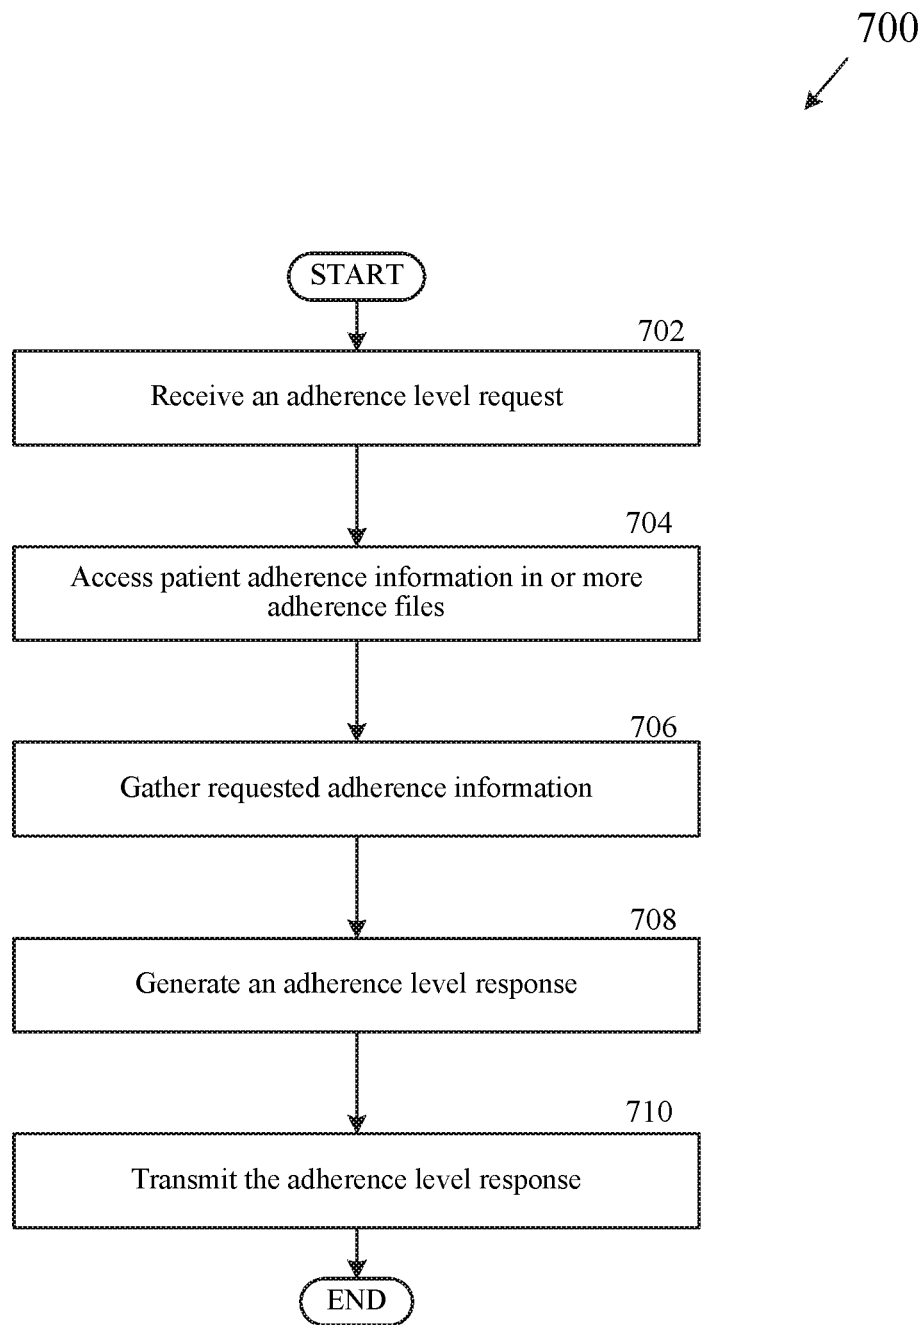 700
START
702
Receive an adherence level request
704
Access patient adherence information in or more
adherence files
706
Gather requested adherence information
708
Generate an adherence level response
710
Transmit the adherence level response
END